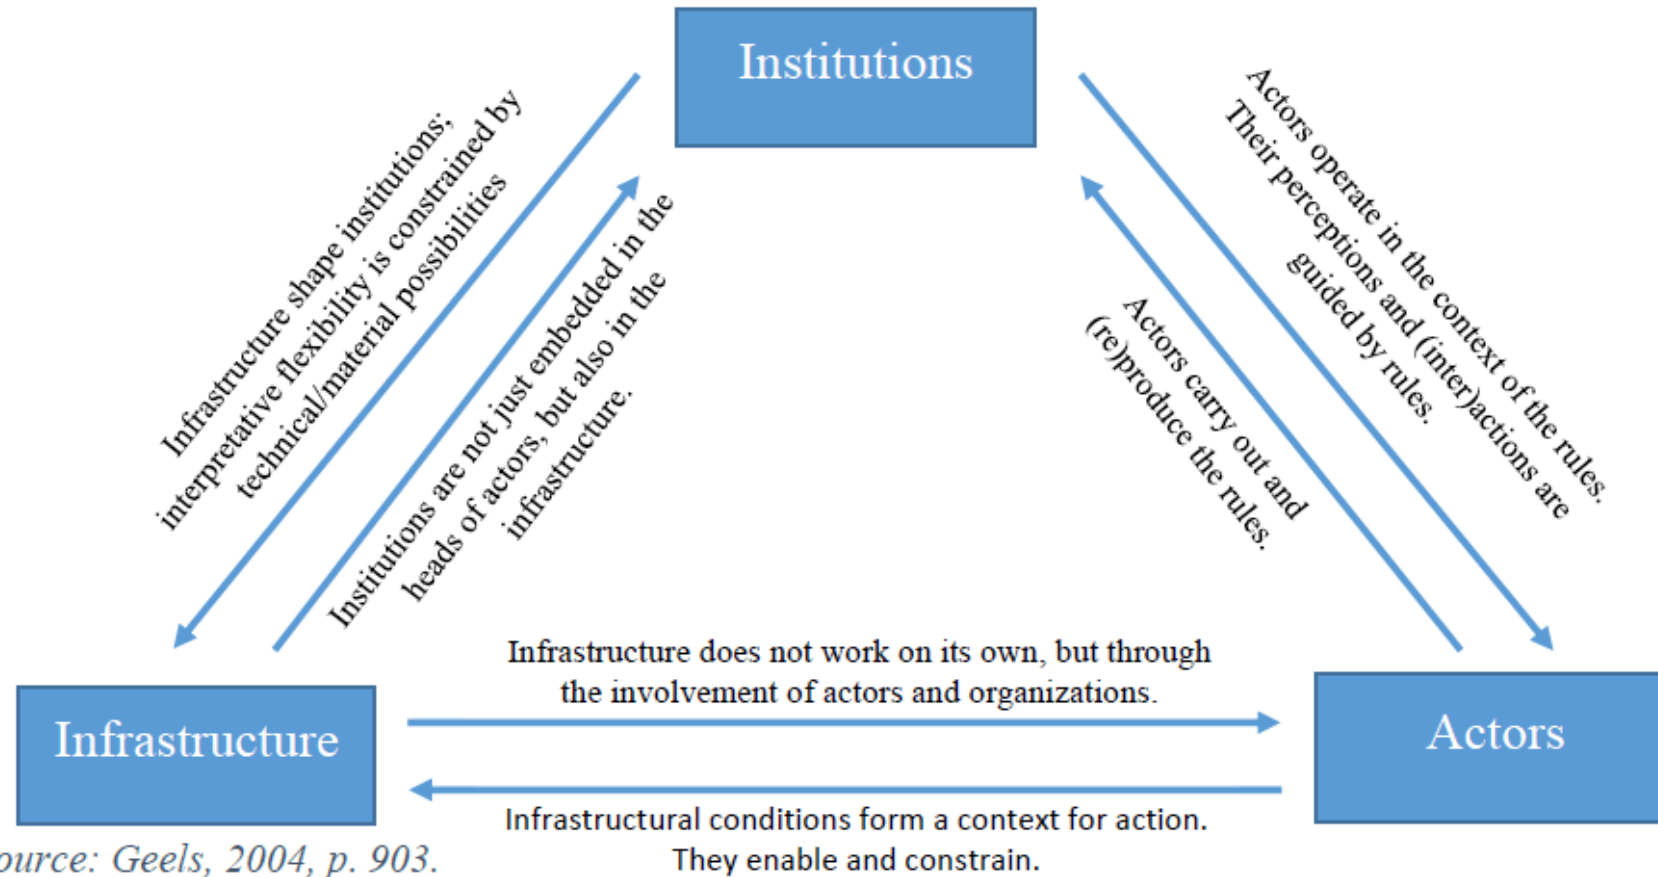 Institutions
Infrastructure shape institutions;
interpretative flexibility is constrained by
technical/material possibilities
Institutions are not just embedded in the
heads of actors, but also in the
infrastructure.
Actors operate in the context of the rules.
Their perceptions and (inter)actions are
guided by rules.
Actors carry out and
(re)produce the rules.
Infrastructure does not work on its own, but through
the involvement of actors and organizations.
Infrastructure
Actors
Infrastructural conditions form a context for action.
They enable and constrain.
ource: Geels, 2004, p. 903.